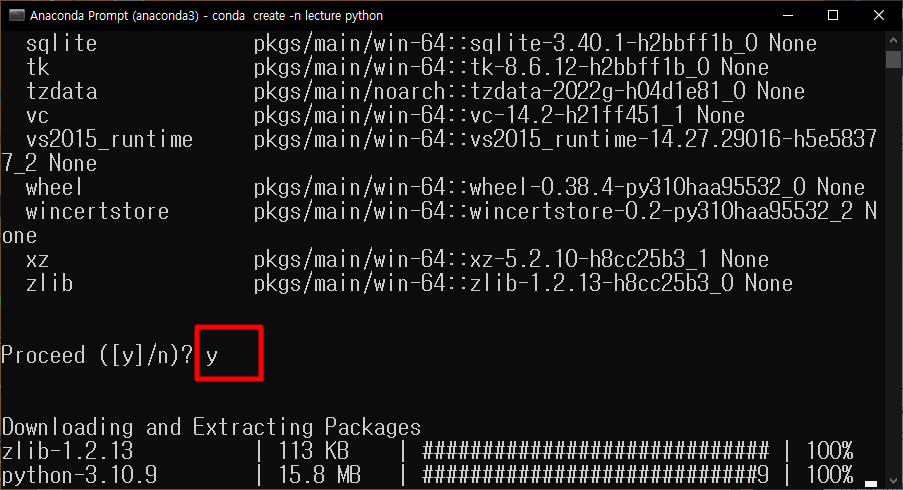 Anaconda Prompt (anaconda3) - conda  create -n lecture python
sqlite             pkgs/main/win-64::sqlite-3.40.1-h2bbff1b_0 None
tk                 pkgs/main/win-64::tk-8.6.12-h2bbff1b_0 None
tzdata             pkgs/main/noarch::tzdata-2022g-h04d1e81_0 None
vc                 pkgs/main/win-64::vc-14.2-h21ff451_1 None
vs2015_runtime     pkgs/main/win-64::vs2015_runtime-14.27.29016-h5e5837
7_2 None
wheel              pkgs/main/win-64::wheel-0.38.4-py310haa95532_0 None
wincertstore       pkgs/main/win-64::wincertstore-0.2-py310haa95532_2 N
one
xz                 pkgs/main/win-64::xz-5.2.10-h8cc25b3_1 None
zlib               pkgs/main/win-64::zlib-1.2.13-h8cc25b3_0 None
Proceed ([y]/n)? y
Downloading and Extracting Packages
zlib-1.2.13          | 113 KB    | ############################# | 100%
python-3.10.9        | 15.8 MB   | ############################9 | 100%